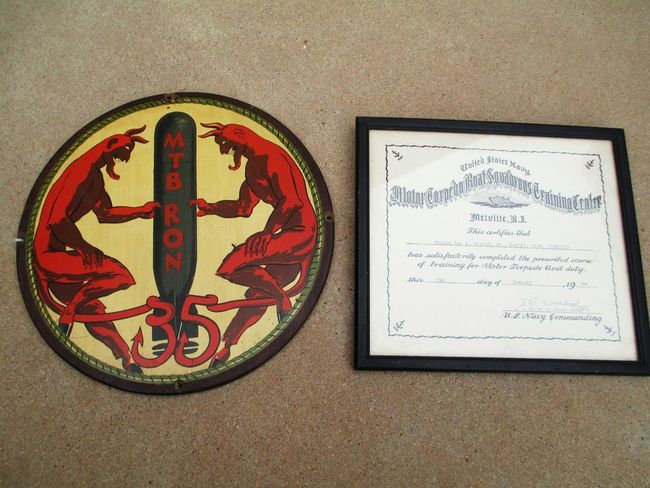 MTB RON
35
United States Navy
Motor Torpedo Boat Squadrons Training Center
Melville, R.I.
This certifies that
has satisfactorily completed the prescribed course
of training for Motor Torpedo Boat duty.
this day of 19
U.S. Navy Commanding